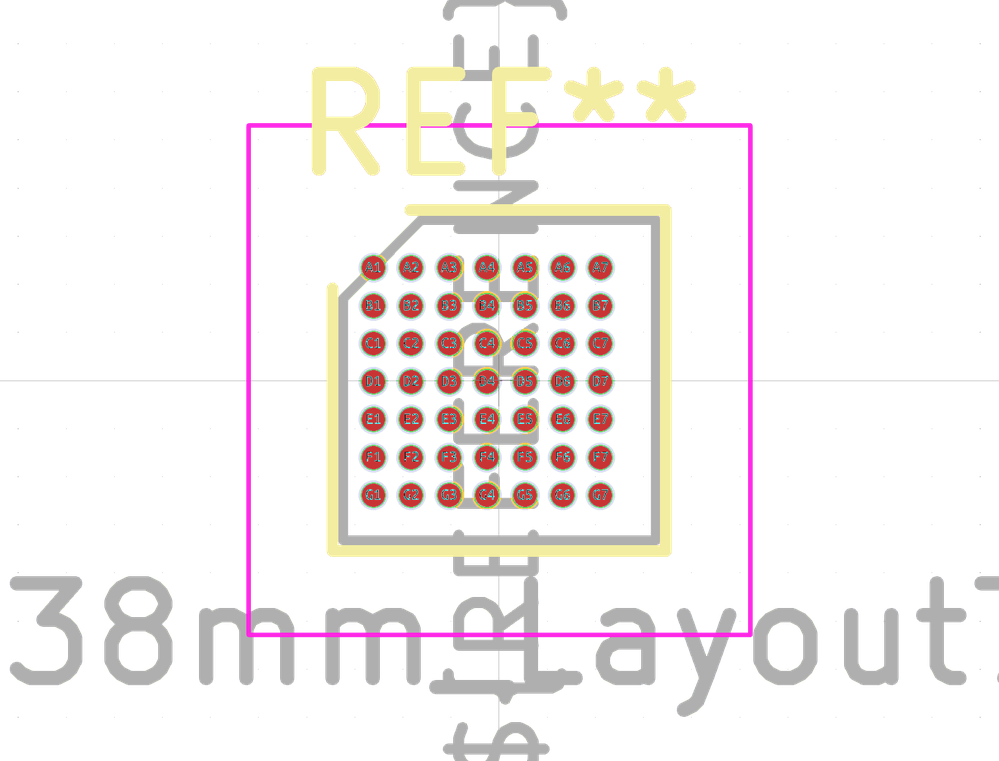 REF**
A1 A2 A3 A4 A5 A6 A7
B1 B2 B3 B4 B5 B6 B7
C1 C2 C3 C4 C5 C6 C7
D1 D2 D3 D4 D5 D6 D7
E1 E2 E3 E4 E5 E6 E7
F1 F2 F3 F4 F5 F6 F7
G1 G2 G3 G4 G5 G6 G7
38mm_Layout7
${REFERENCE}